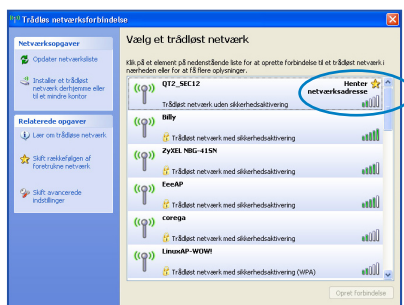 Trådløs netværksforbindelse
Netværksopgaver
Opdater netværksliste
Installer et trådløst
netværk derhjemme eller
til et mindre kontor
Relaterede opgaver
Lær om trådløse netværk
Skift rækkefølgen af
foretrukne netværk
Skift avancerede
indstillinger
Vælg et trådløst netværk
Klik på et element på nedenstående liste for at oprette forbindelse til et trådløst netværk i
nærheden eller for at få flere oplysninger.
QT2_SEC12
Henter
netværksadresse
Trådløst netværk uden sikkerhedsaktivering
Billy
Trådløst netværk med sikkerhedsaktivering
ZyXEL NBG-415N
Trådløst netværk med sikkerhedsaktivering
EeeAP
Trådløst netværk med sikkerhedsaktivering
corega
Trådløst netværk med sikkerhedsaktivering
LinuxAP-WOW!
Trådløst netværk med sikkerhedsaktivering (WPA)
Opret forbindelse